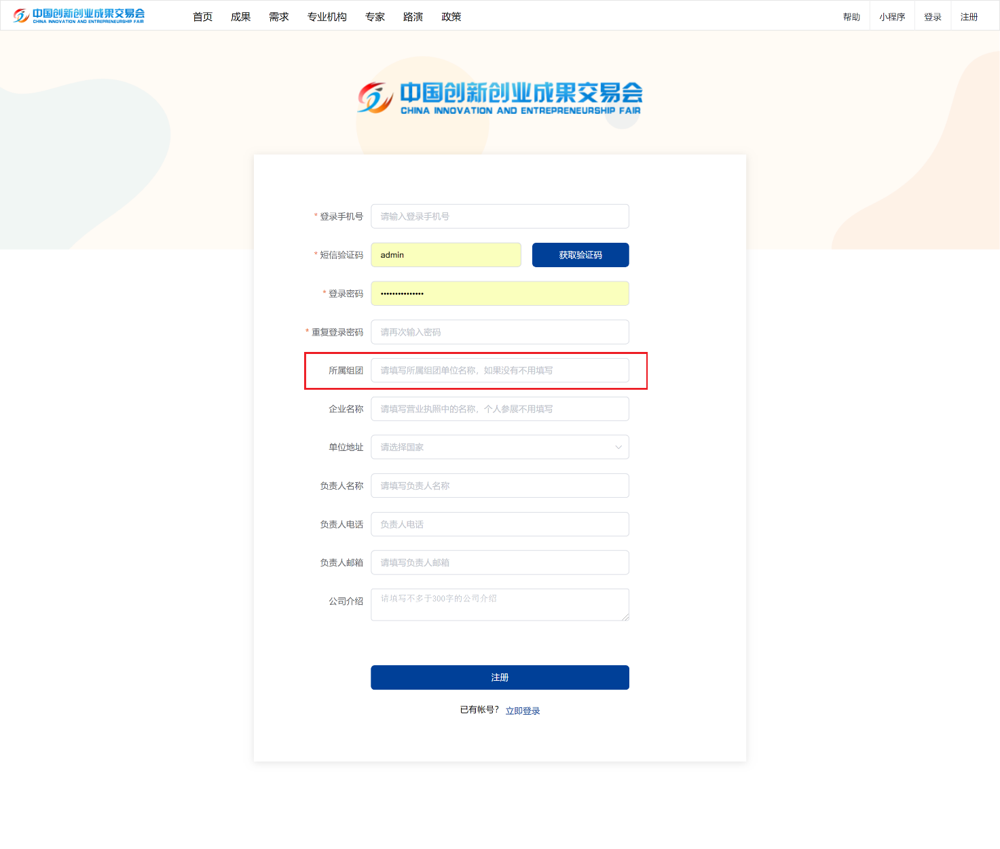 中国创新创业成果交易会
CHINA INNOVATION AND ENTREPRENEURSHIP FAIR
首页 成果 需求 专业机构 专家 路演 政策
帮助 小程序 登录 注册
中国创新创业成果交易会
CHINA INNOVATION AND ENTREPRENEURSHIP FAIR
* 登录手机号 请输入登录手机号
* 短信验证码 admin 获取验证码
* 登录密码 •••••••••••••••
* 重复登录密码 请再次输入密码
所属组团 请填写所属组团单位名称，如果没有不用填写
企业名称 请填写营业执照中的名称，个人参展不用填写
单位地址 请选择国家
负责人名称 请填写负责人名称
负责人电话 负责人电话
负责人邮箱 请填写负责人邮箱
公司介绍 请填写不多于300字的公司介绍
注册
已有帐号？ 立即登录